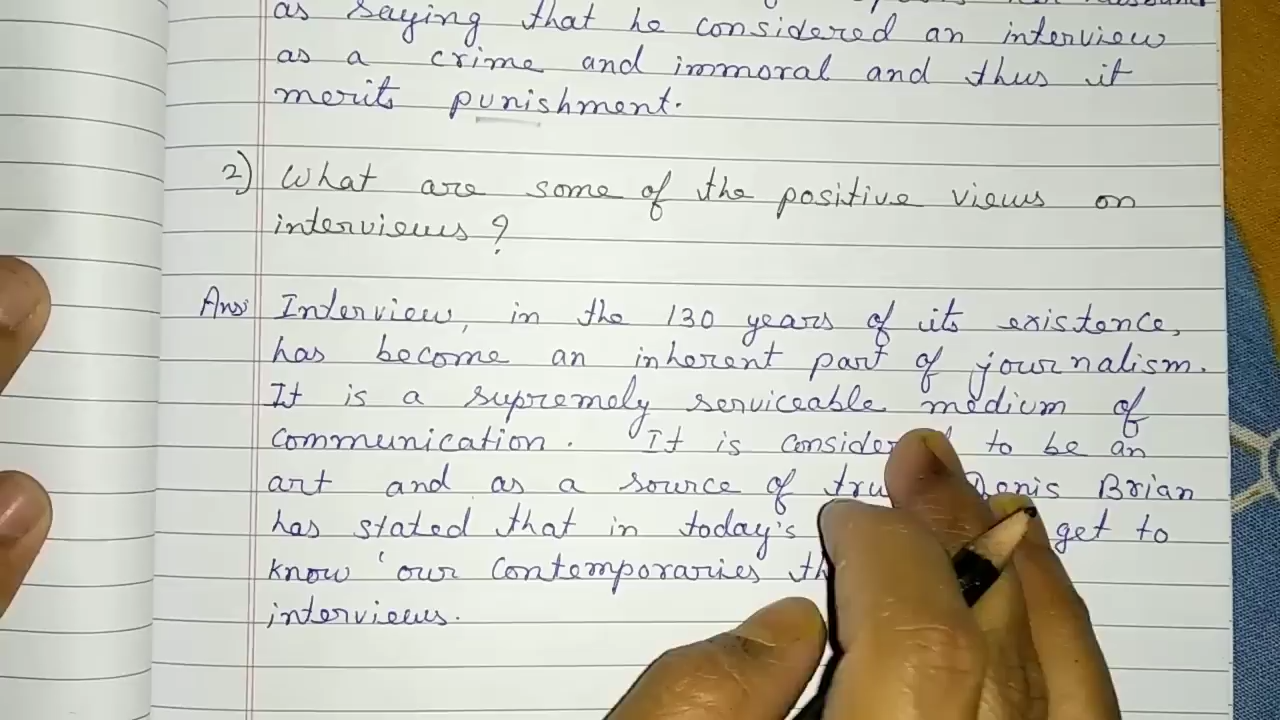 as saying that he considered an interview
as a crime and immoral and thus it
merits punishment.
2) What are some of the positive views on
interviews?
Ans: Interview, in the 130 years of its existence,
has become an inherent part of journalism.
It is a supremely serviceable medium of
communication. It is to be an
art and as a source of Denis Brian
has stated that in today's get to
know 'our contemporaries
interviews.